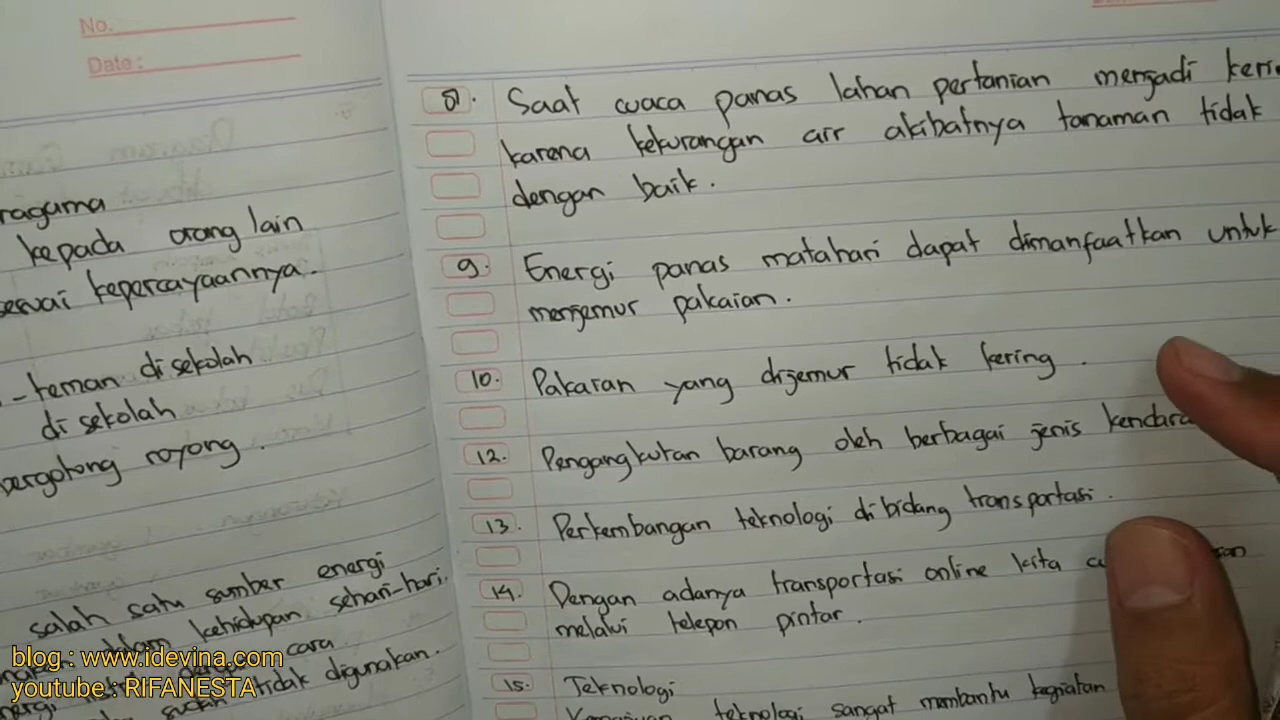 No.
Date :
ragama
kepada orang lain
sesuai kepercayaannya.
- teman di sekolah
di sekolah
bergotong royong.
salah satu sumber energi
dalam kehidupan sehari-hari.
cara
tidak digunakan.
8. Saat cuaca panas lahan pertanian menjadi keri
karena kekurangan air akibatnya tanaman tidak
dengan baik.
9. Energi panas matahari dapat dimanfaatkan untuk
menjemur pakaian.
10. Pakaian yang dijemur tidak kering.
12. Pengangkutan barang oleh berbagai jenis kendara
13. Perkembangan teknologi di bidang transportasi.
14. Dengan adanya transportasi online kita
melalui telepon pintar.
15. Teknologi
teknologi sangat membantu kegiatan
blog : www.idevina.com
youtube : RIFANESTA